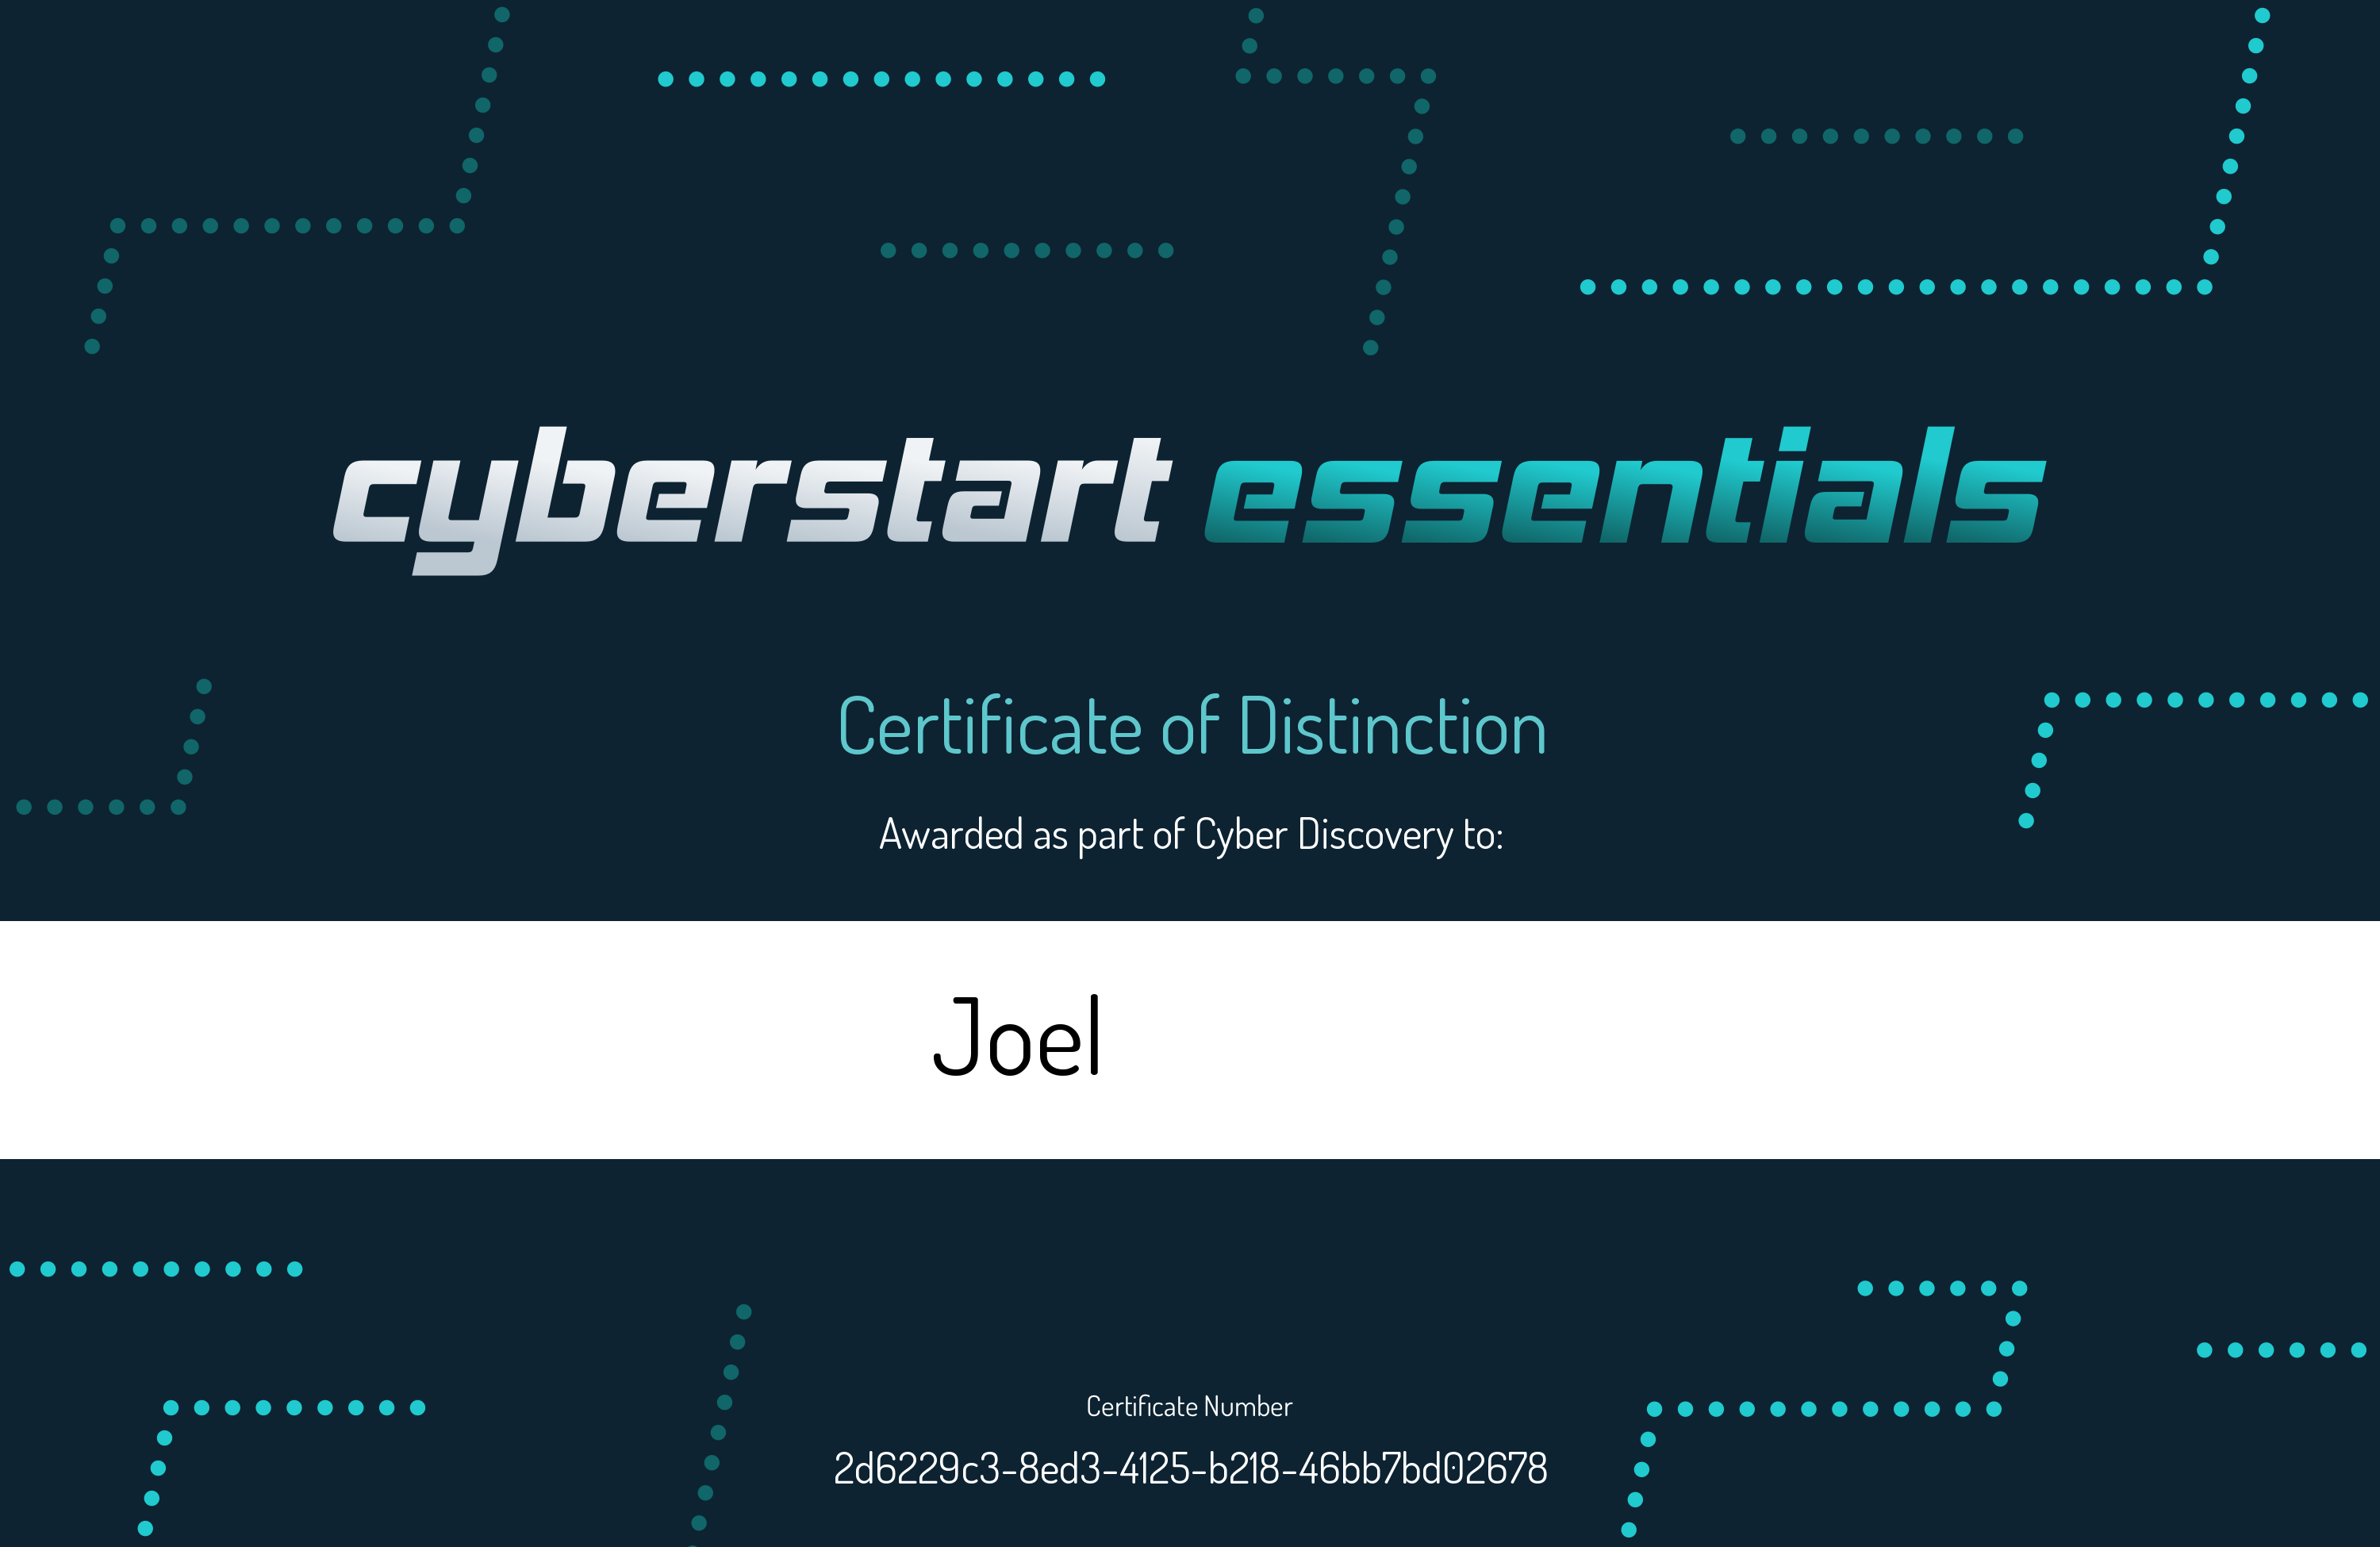 cyberstart essentials
Certificate of Distinction
Awarded as part of Cyber Discovery to:
Joel
Certificate Number
2d6229c3-8ed3-4125-b218-46bb7bd02678